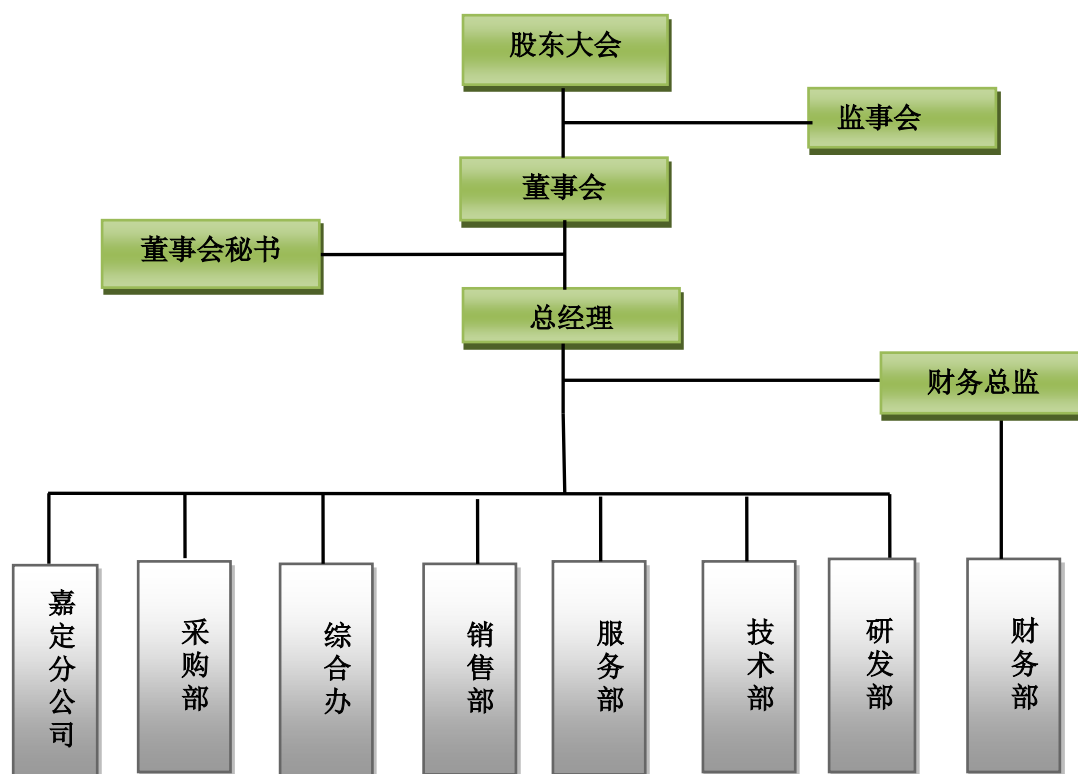 股东大会
监事会
董事会
董事会秘书
总经理
财务总监
嘉定分公司
采购部
综合办
销售部
服务部
技术部
研发部
财务部